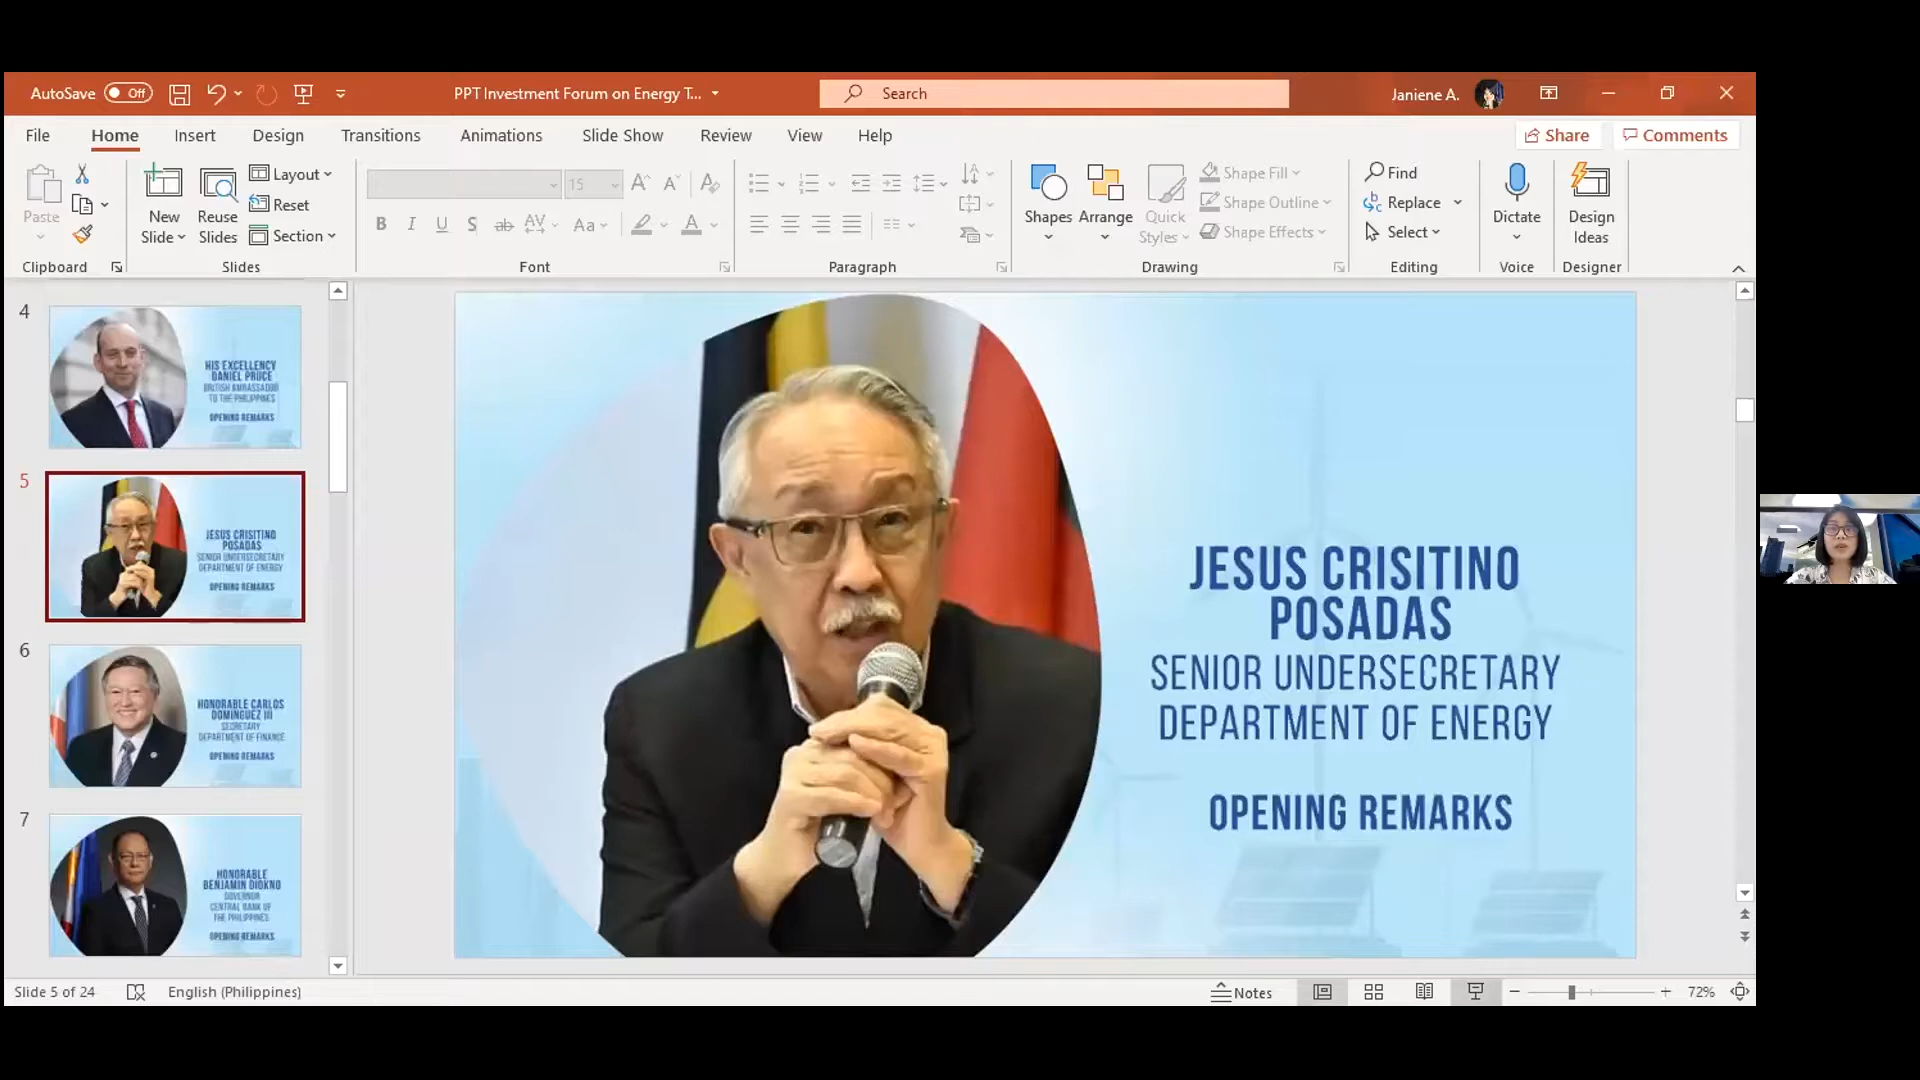 AutoSave Off
PPT Investment Forum on Energy T...
Search
Janiene A.
File Home Insert Design Transitions Animations Slide Show Review View Help
Share Comments
Paste
Clipboard
New Slide
Reuse Slides
Layout
Reset
Section
Slides
15
Font
Paragraph
Shapes Arrange Quick Styles
Shape Fill
Shape Outline
Shape Effects
Drawing
Find
Replace
Select
Editing
Dictate
Voice
Design Ideas
Designer
4
HIS EXCELLENCY
DANIEL PRUCE
BRITISH AMBASSADOR
TO THE PHILIPPINES
OPENING REMARKS
5
JESUS CRISITINO
POSADAS
SENIOR UNDERSECRETARY
DEPARTMENT OF ENERGY
OPENING REMARKS
6
HONORABLE CARLOS
DOMINGUEZ III
SECRETARY
DEPARTMENT OF FINANCE
OPENING REMARKS
7
HONORABLE
BENJAMIN DIOKNO
GOVERNOR
CENTRAL BANK OF
THE PHILIPPINES
OPENING REMARKS
JESUS CRISITINO
POSADAS
SENIOR UNDERSECRETARY
DEPARTMENT OF ENERGY
OPENING REMARKS
Slide 5 of 24
English (Philippines)
Notes
72%